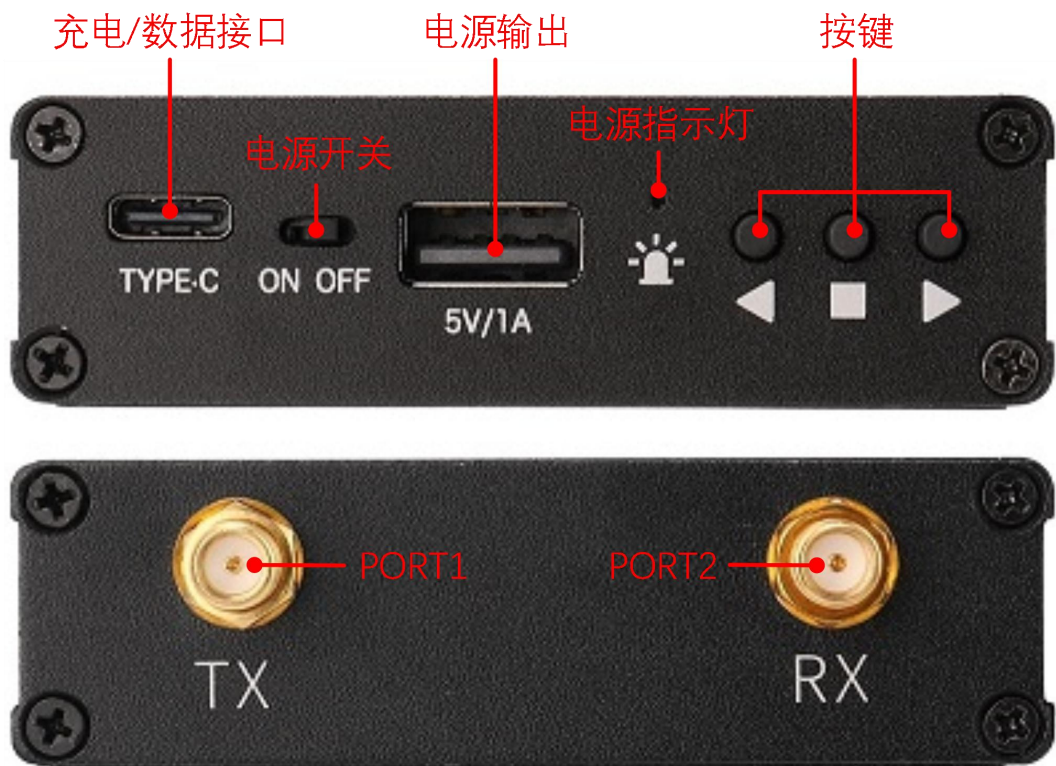 充电/数据接口
电源输出
按键
电源指示灯
电源开关
TYPE-C
ON OFF
5V/1A
PORT1
PORT2
TX
RX